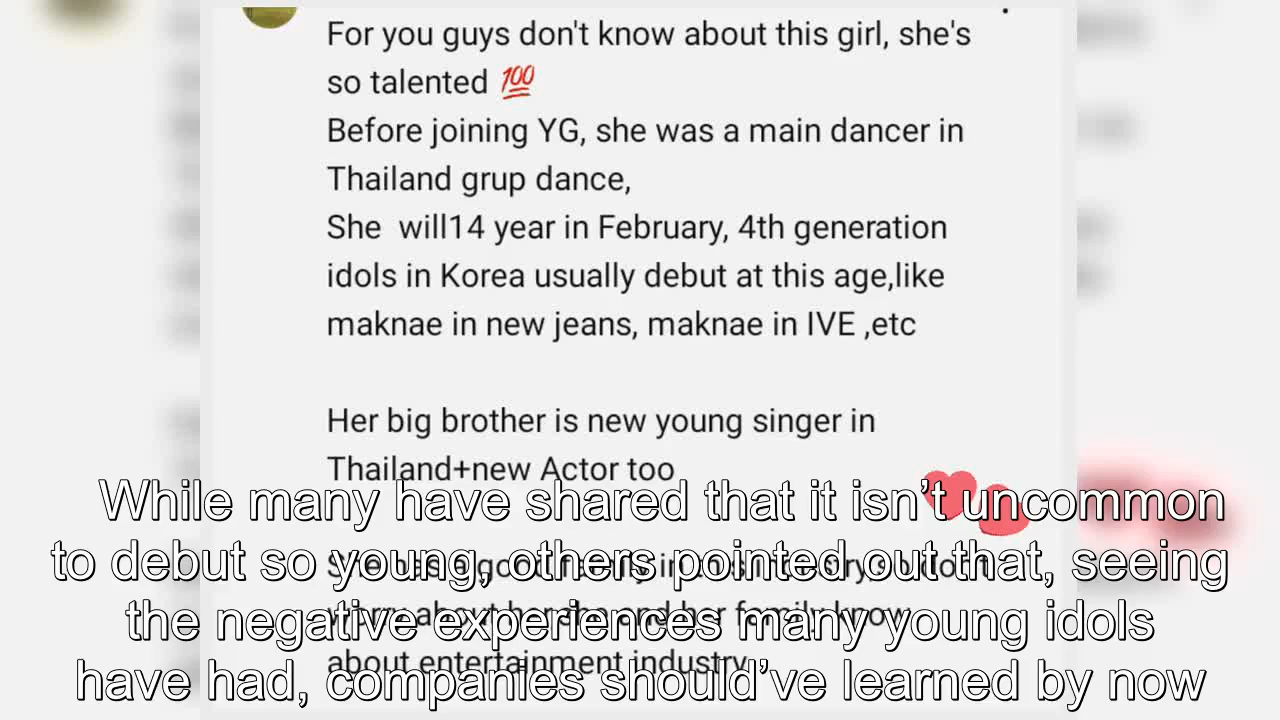 For you guys don't know about this girl, she's
so talented 💯
Before joining YG, she was a main dancer in
Thailand grup dance,
She  will14 year in February, 4th generation
idols in Korea usually debut at this age,like
maknae in new jeans, maknae in IVE ,etc
Her big brother is new young singer in
Thailand+new Actor too
about entertainment industry
While many have shared that it isn’t uncommon
to debut so young, others pointed out that, seeing
the negative experiences many young idols
have had, companies should’ve learned by now